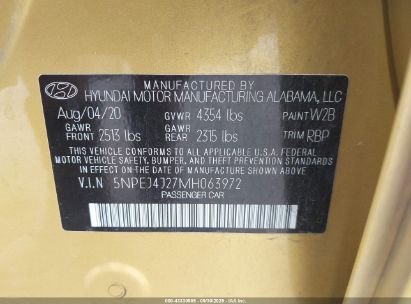 MANUFACTURED BY
HYUNDAI MOTOR MANUFACTURING ALABAMA, LLC
Aug/04/20 GVWR 4354 lbs PAINT W2B
GAWR FRONT 2513 lbs GAWR REAR 2315 lbs TRIM RBP
THIS VEHICLE CONFORMS TO ALL APPLICABLE U.S.A. FEDERAL
MOTOR VEHICLE SAFETY, BUMPER, AND THEFT PREVENTION STANDARDS
IN EFFECT ON THE DATE OF MANUFACTURE SHOWN ABOVE.
V.I.N 5NPEJ4J27MH063972
PASSENGER CAR